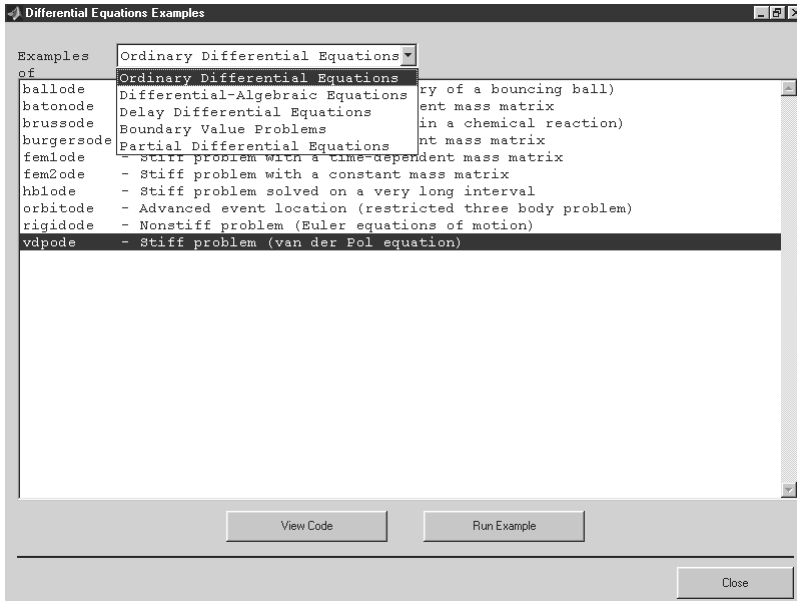 Differential Equations Examples
Examples of
Ordinary Differential Equations
Ordinary Differential Equations
Differential-Algebraic Equations
Delay Differential Equations
Boundary Value Problems
Partial Differential Equations
ballode ry of a bouncing ball)
batonode ent mass matrix
brussode in a chemical reaction)
burgersode nt mass matrix
fem1ode - Stiff problem with a time-dependent mass matrix
fem2ode - Stiff problem with a constant mass matrix
hb1ode - Stiff problem solved on a very long interval
orbitode - Advanced event location (restricted three body problem)
rigidode - Nonstiff problem (Euler equations of motion)
vdpode - Stiff problem (van der Pol equation)
View Code
Run Example
Close